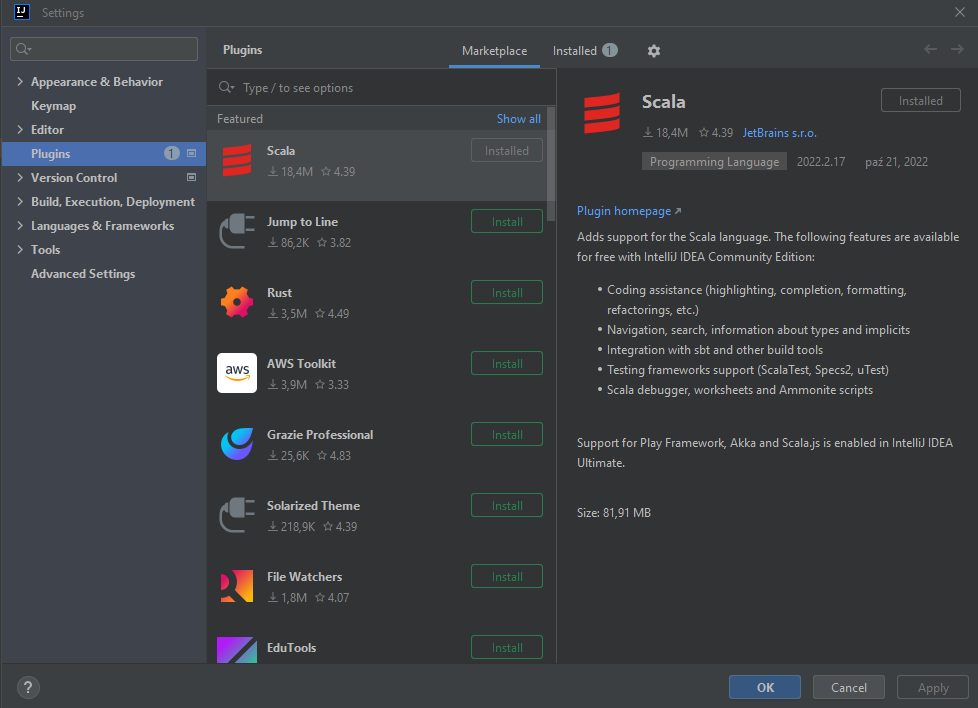 IJ
Settings
Appearance & Behavior
Keymap
Editor
Plugins 1
Version Control
Build, Execution, Deployment
Languages & Frameworks
Tools
Advanced Settings
Plugins
Marketplace
Installed 1
Type / to see options
Featured Show all
Scala Installed
18,4M 4.39
Jump to Line Install
86,2K 3.82
Rust Install
3,5M 4.49
aws
AWS Toolkit Install
3,9M 3.33
Grazie Professional Install
25,6K 4.83
Solarized Theme Install
218,9K 4.39
File Watchers Install
1,8M 4.07
EduTools Install
Scala Installed
18,4M 4.39 JetBrains s.r.o.
Programming Language 2022.2.17 paź 21, 2022
Plugin homepage ↗
Adds support for the Scala language. The following features are available
for free with IntelliJ IDEA Community Edition:
• Coding assistance (highlighting, completion, formatting,
refactorings, etc.)
• Navigation, search, information about types and implicits
• Integration with sbt and other build tools
• Testing frameworks support (ScalaTest, Specs2, uTest)
• Scala debugger, worksheets and Ammonite scripts
Support for Play Framework, Akka and Scala.js is enabled in IntelliJ IDEA
Ultimate.
Size: 81,91 MB
?
OK Cancel Apply